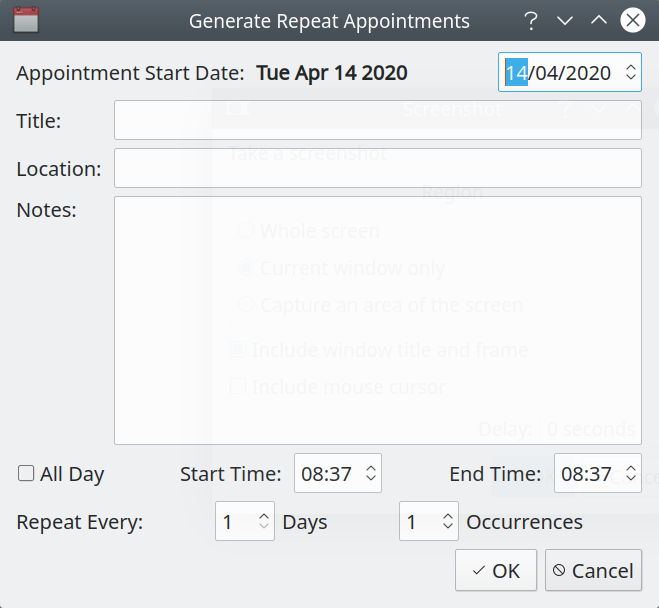 Generate Repeat Appointments
Appointment Start Date: Tue Apr 14 2020 14/04/2020
Title:
Screenshot
Location:
Take a screenshot
Region
Notes:
Whole screen
Current window only
Capture an area of the screen
Include window title and frame
Include mouse cursor
Delay: 0 seconds
All Day Start Time: 08:37 End Time: 08:37
Repeat Every: 1 Days 1 Occurrences
OK Cancel